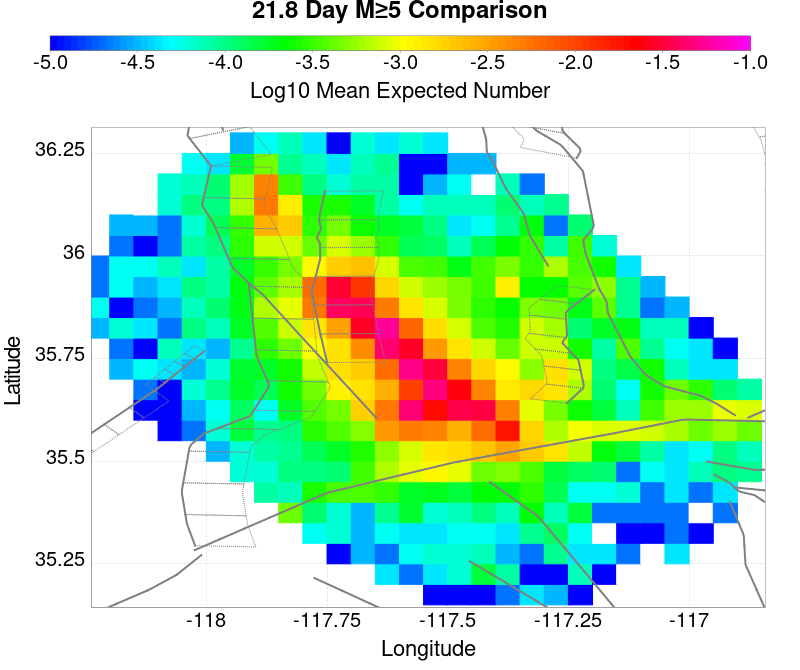 21.8 Day M≥5 Comparison
-5.0 -4.5 -4.0 -3.5 -3.0 -2.5 -2.0 -1.5 -1.0
Log10 Mean Expected Number
36.25
36
35.75
35.5
35.25
Latitude
-118 -117.75 -117.5 -117.25 -117
Longitude